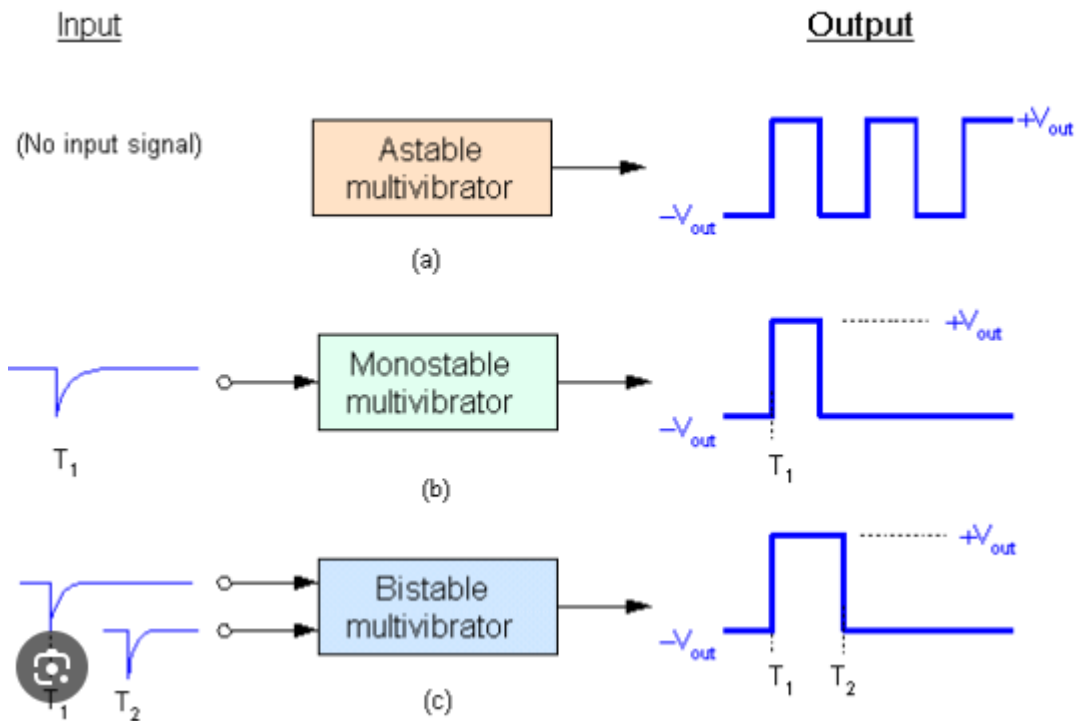 Input
Output
(No input signal)
Astable
multivibrator
+Vout
−Vout
(a)
Monostable
multivibrator
+Vout
−Vout
T1
T1
(b)
Bistable
multivibrator
+Vout
−Vout
T1
T2
T1
T2
(c)